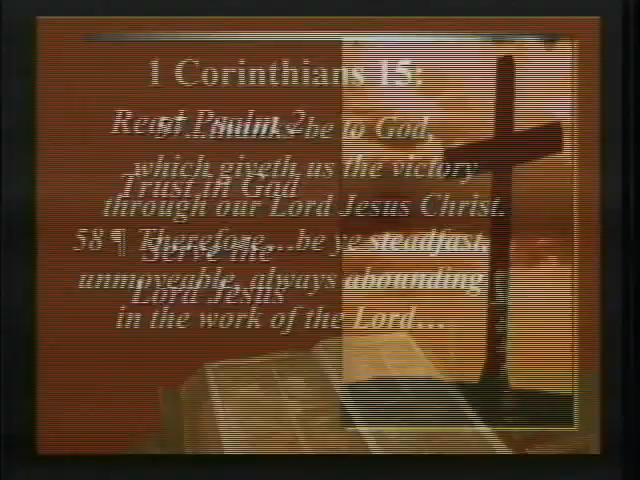 1 Corinthians 15:
Read Psalm 2
57…thanks be to God,
which giveth us the victory
Trust in God
through our Lord Jesus Christ.
58 ¶ Therefore…be ye steadfast,
Serve the
unmoveable, always abounding
Lord Jesus
in the work of the Lord…